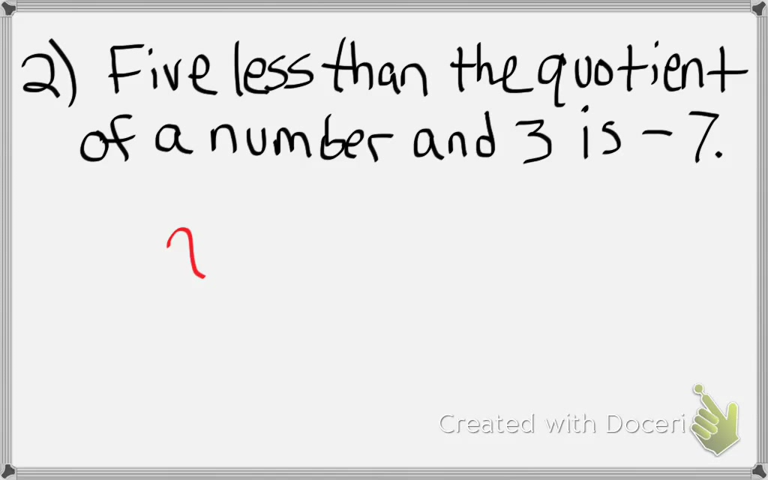 2) Five less than the quotient
of a number and 3 is -7.
Created with Doceri